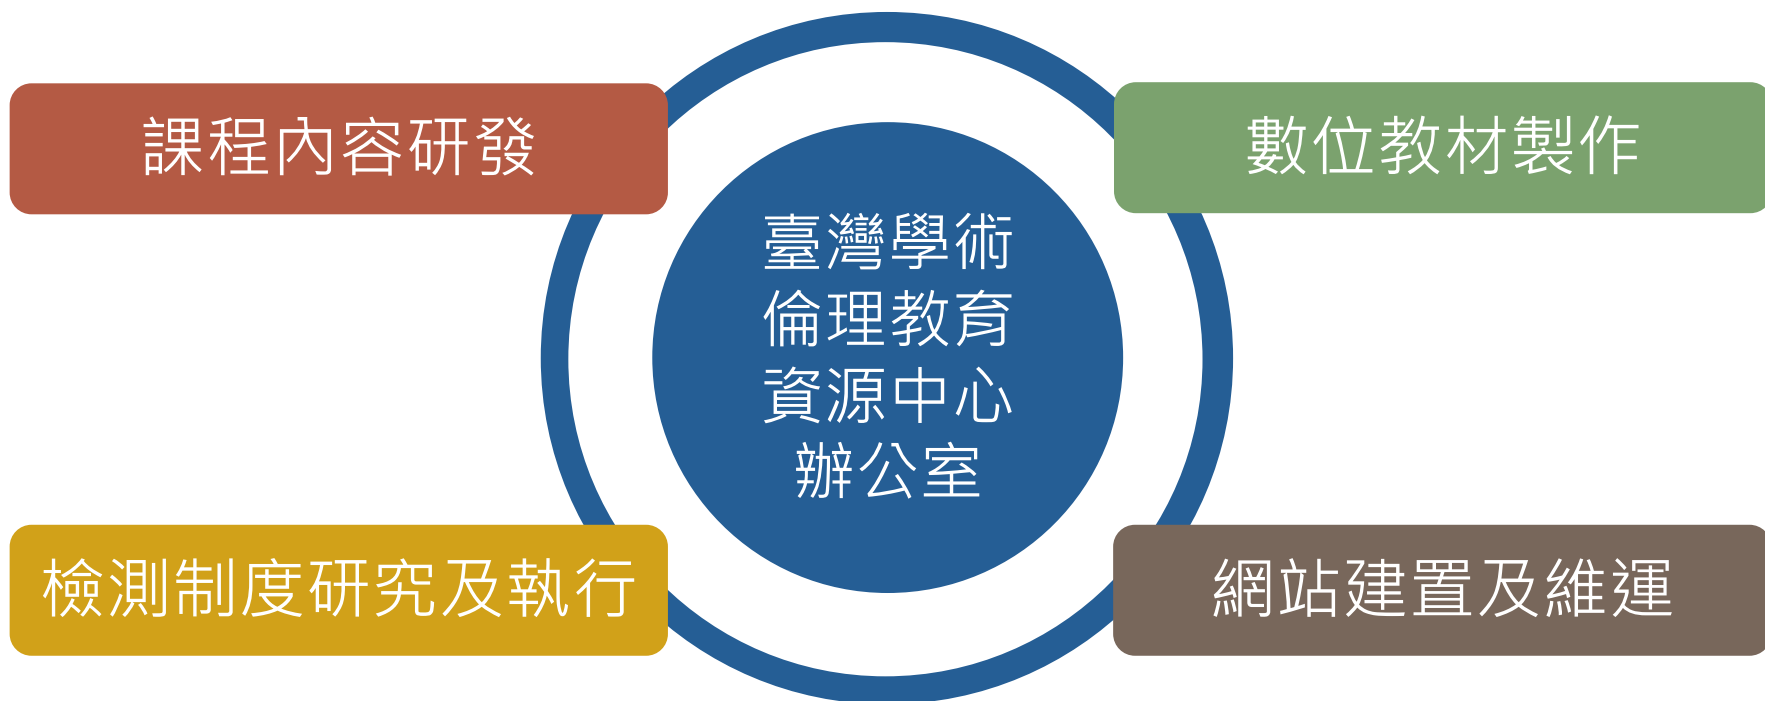 課程內容研發
數位教材製作
臺灣學術
倫理教育
資源中心
辦公室
檢測制度研究及執行
網站建置及維運